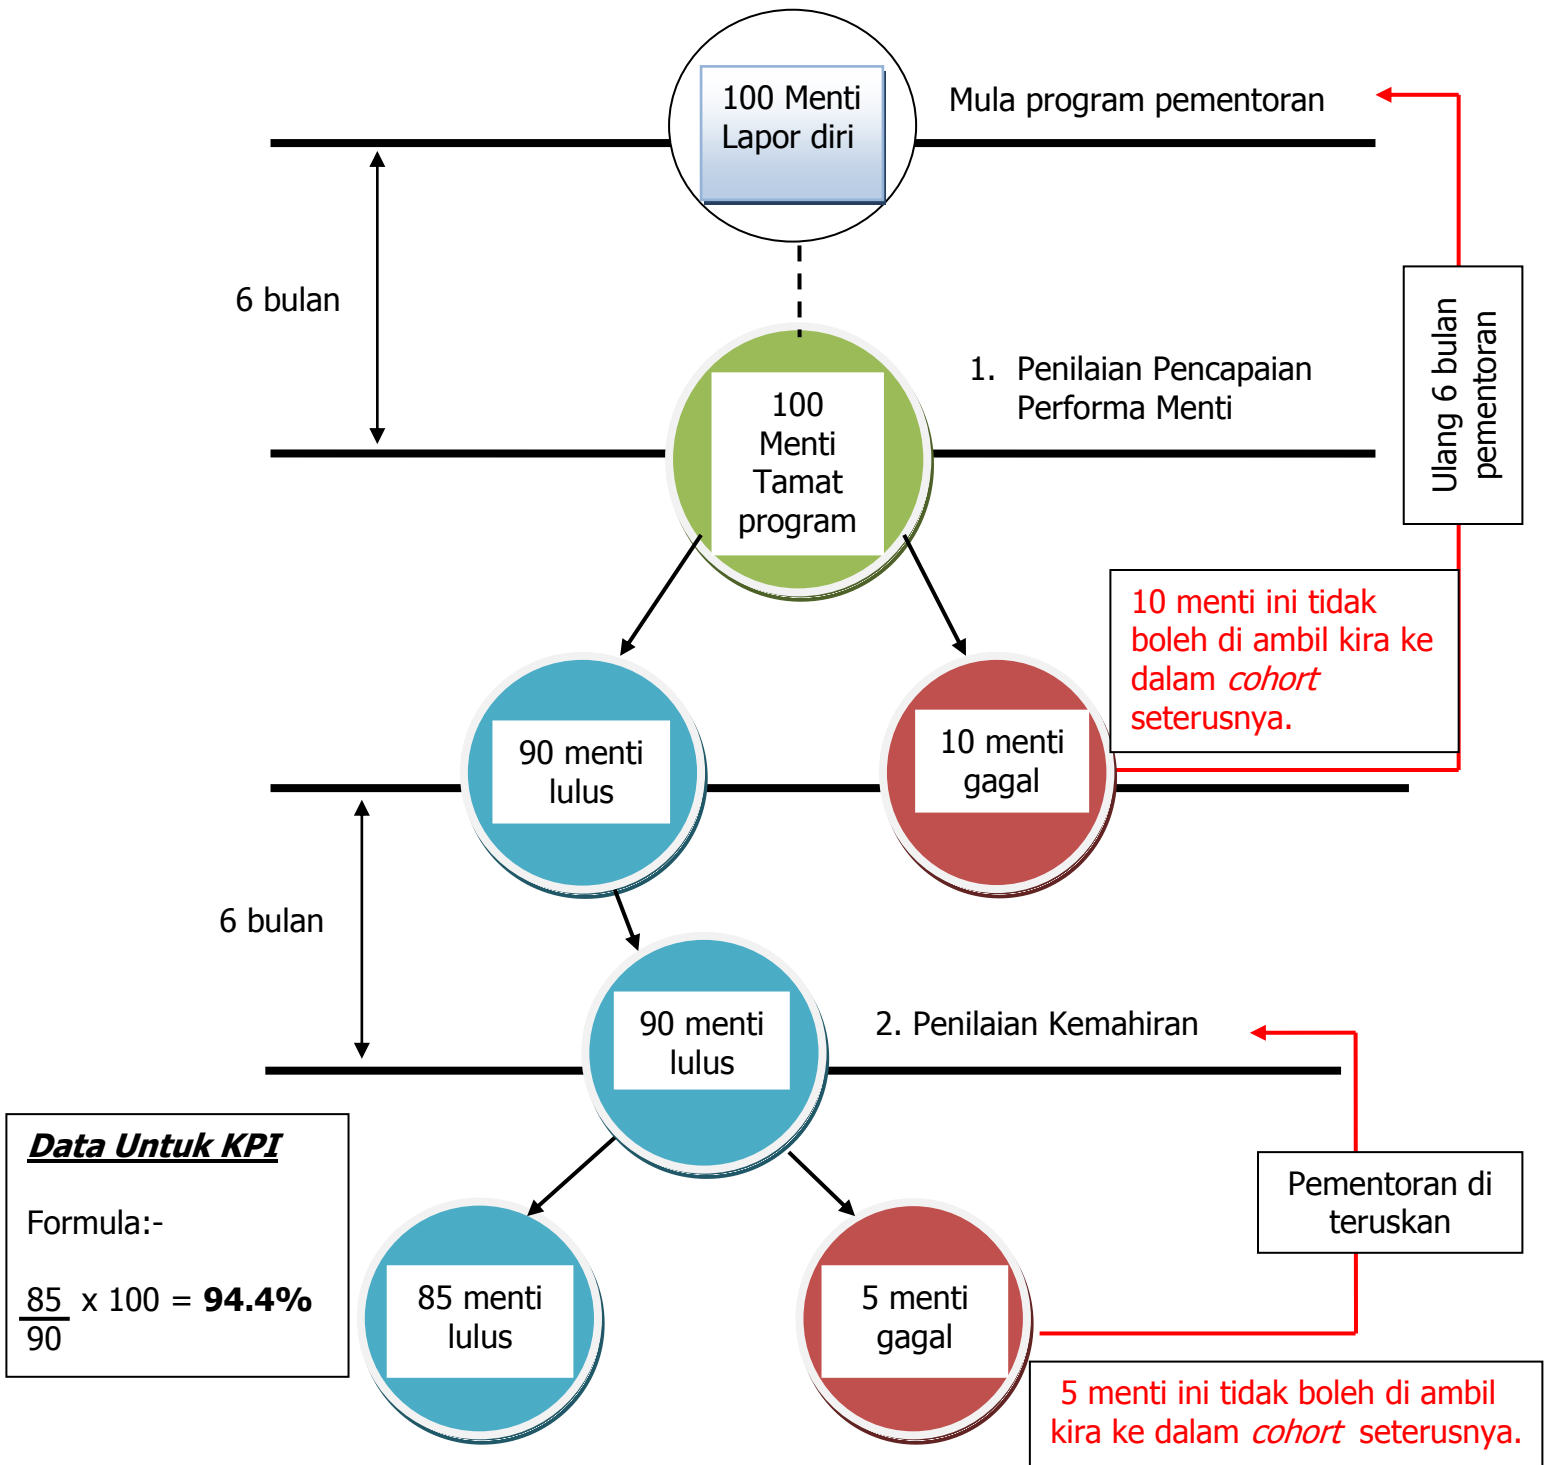 100 Menti
Lapor diri
Mula program pementoran
6 bulan
Ulang 6 bulan
pementoran
1. Penilaian Pencapaian
Performa Menti
100
Menti
Tamat
program
10 menti ini tidak
boleh di ambil kira ke
dalam cohort
seterusnya.
90 menti
lulus
10 menti
gagal
6 bulan
90 menti
lulus
2. Penilaian Kemahiran
Data Untuk KPI
Formula:-
85 x 100 = 94.4%
90
Pementoran di
teruskan
85 menti
lulus
5 menti
gagal
5 menti ini tidak boleh di ambil
kira ke dalam cohort seterusnya.